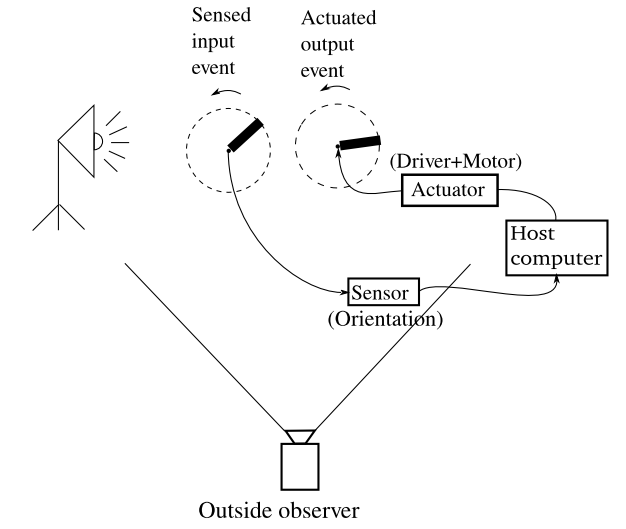 Sensed
input
event
Actuated
output
event
(Driver+Motor)
Actuator
Host
computer
Sensor
(Orientation)
Outside observer